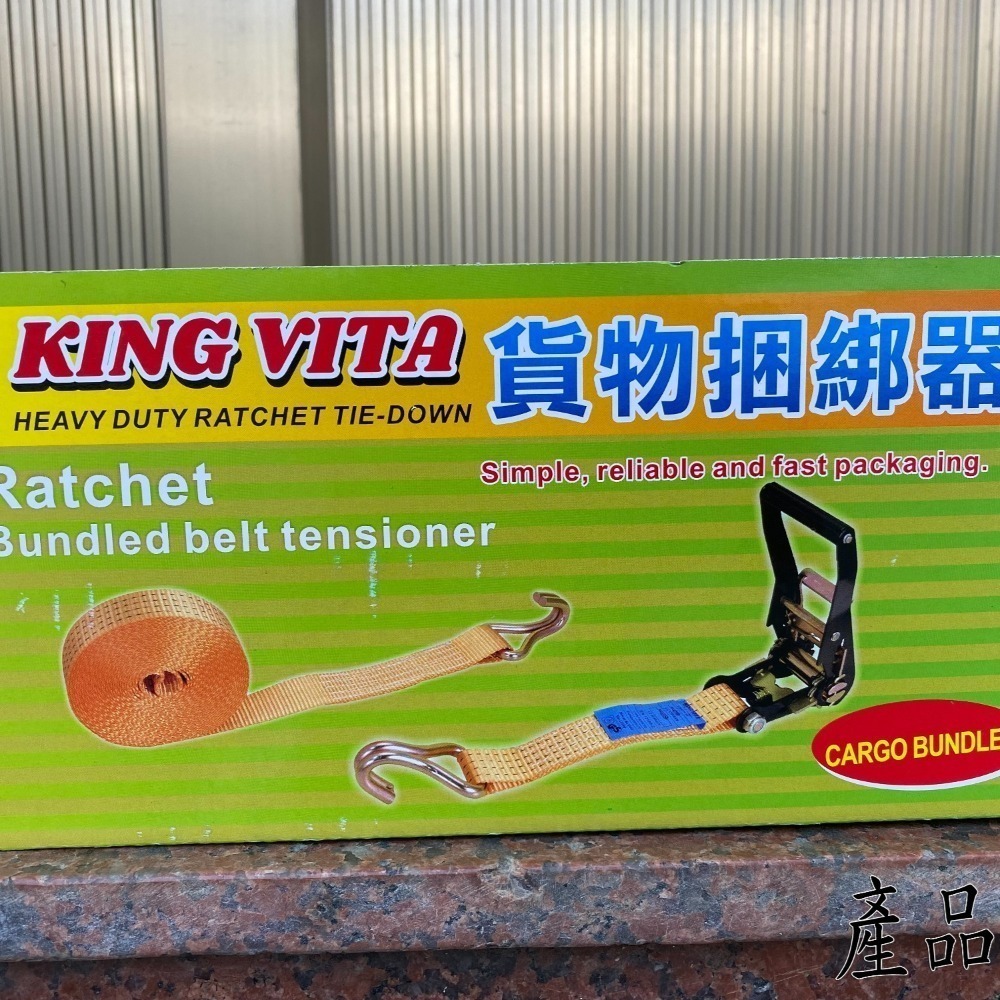 KING VITA
HEAVY DUTY RATCHET TIE-DOWN
貨物捆綁器
Ratchet
Bundled belt tensioner
Simple, reliable and fast packaging.
CARGO BUNDLE
產品